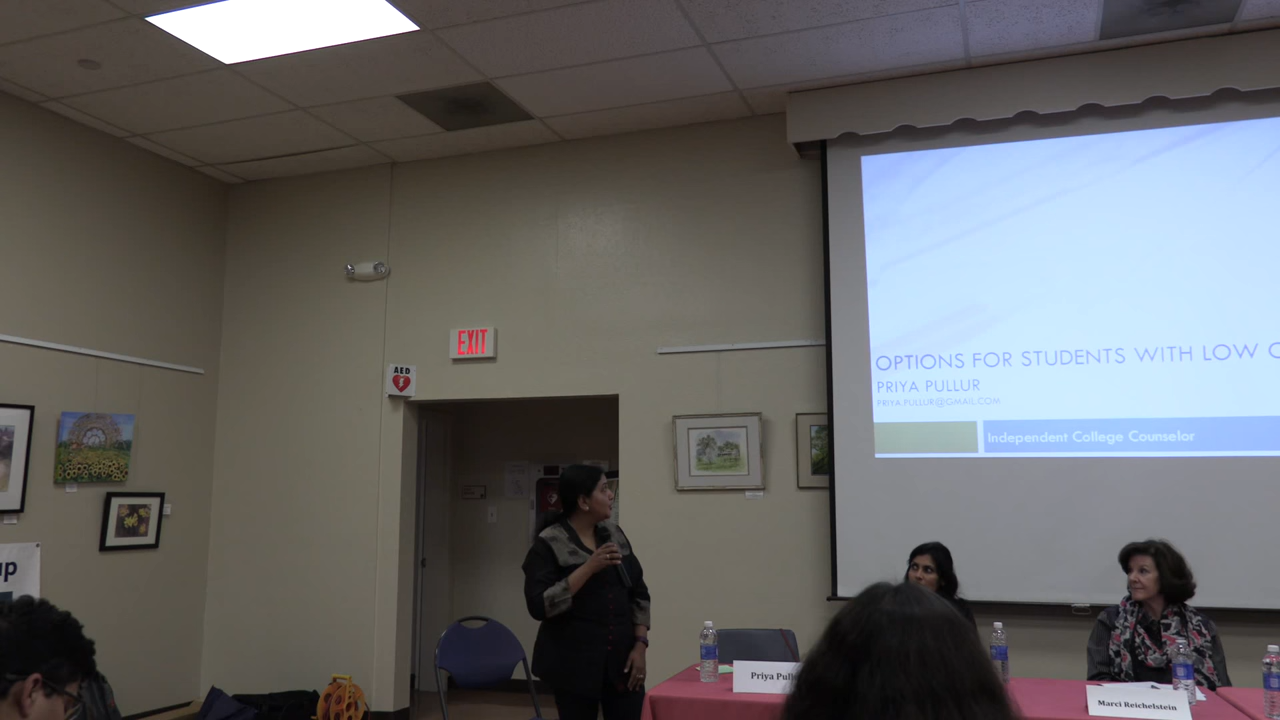 EXIT
AED
OPTIONS FOR STUDENTS WITH LOW
PRIYA PULLUR
PRIYA.PULLUR@GMAIL.COM
Independent College Counselor
up
Priya Pull
Marci Reichelstein